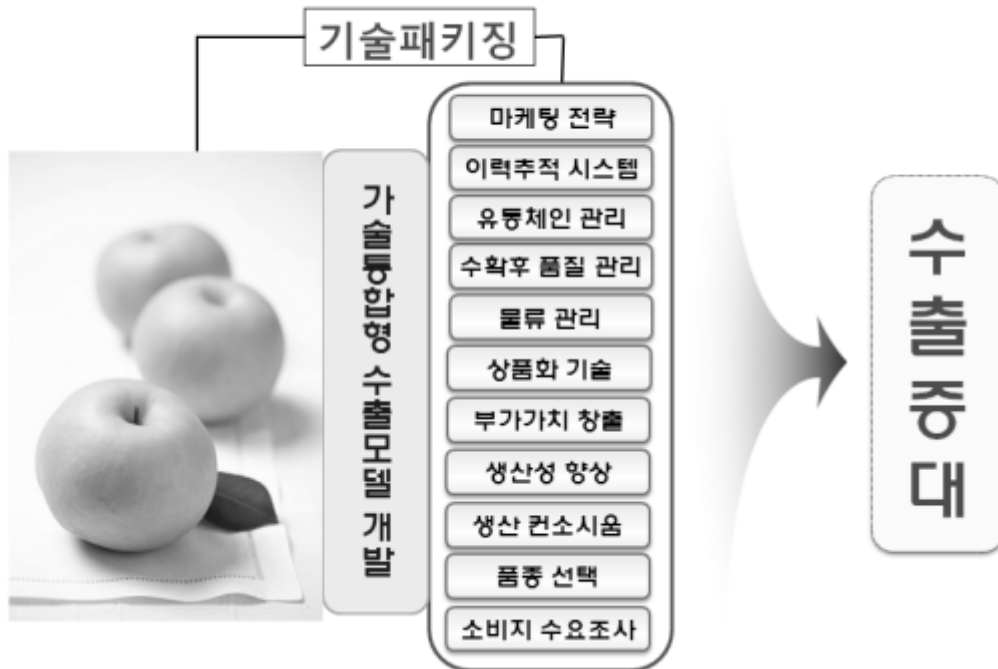 기술패키징
가술통합형 수출모델 개발
마케팅 전략
이력추적 시스템
유통체인 관리
수확후 품질 관리
물류 관리
상품화 기술
부가가치 창출
생산성 향상
생산 컨소시움
품종 선택
소비지 수요조사
수출증대